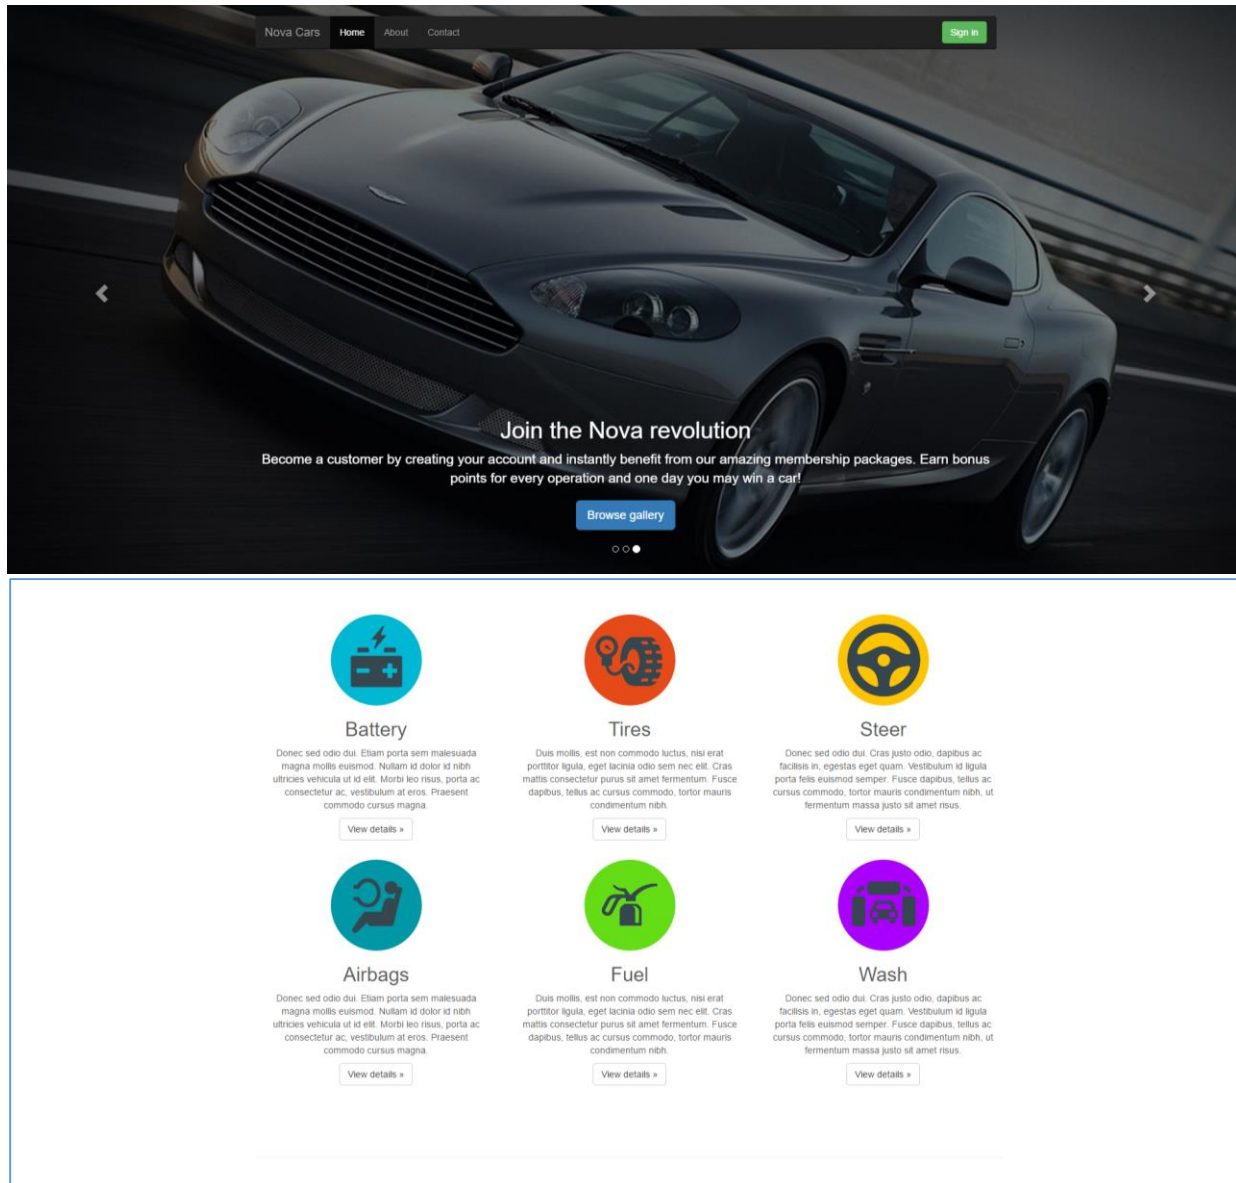 Nova Cars Home About Contact Sign in
Join the Nova revolution
Become a customer by creating your account and instantly benefit from our amazing membership packages. Earn bonus
points for every operation and one day you may win a car!
Browse gallery
Battery
Donec sed odio dui. Etiam porta sem malesuada
magna mollis euismod. Nullam id dolor id nibh
ultricies vehicula ut id elit. Morbi leo risus, porta ac
consectetur ac, vestibulum at eros. Praesent
commodo cursus magna.
View details »
Tires
Duis mollis, est non commodo luctus, nisi erat
porttitor ligula, eget lacinia odio sem nec elit. Cras
mattis consectetur purus sit amet fermentum. Fusce
dapibus, tellus ac cursus commodo, tortor mauris
condimentum nibh.
View details »
Steer
Donec sed odio dui. Cras justo odio, dapibus ac
facilisis in, egestas eget quam. Vestibulum id ligula
porta felis euismod semper. Fusce dapibus, tellus ac
cursus commodo, tortor mauris condimentum nibh, ut
fermentum massa justo sit amet risus.
View details »
Airbags
Donec sed odio dui. Etiam porta sem malesuada
magna mollis euismod. Nullam id dolor id nibh
ultricies vehicula ut id elit. Morbi leo risus, porta ac
consectetur ac, vestibulum at eros. Praesent
commodo cursus magna.
View details »
Fuel
Duis mollis, est non commodo luctus, nisi erat
porttitor ligula, eget lacinia odio sem nec elit. Cras
mattis consectetur purus sit amet fermentum. Fusce
dapibus, tellus ac cursus commodo, tortor mauris
condimentum nibh.
View details »
Wash
Donec sed odio dui. Cras justo odio, dapibus ac
facilisis in, egestas eget quam. Vestibulum id ligula
porta felis euismod semper. Fusce dapibus, tellus ac
cursus commodo, tortor mauris condimentum nibh, ut
fermentum massa justo sit amet risus.
View details »